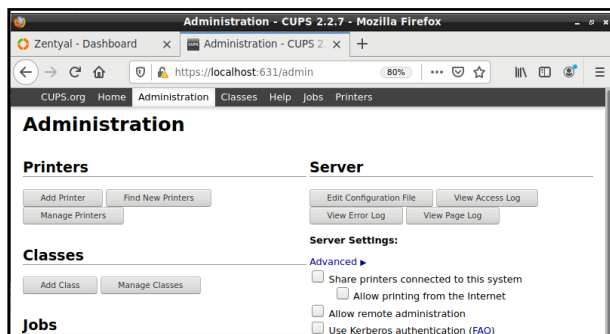 Administration - CUPS 2.2.7 - Mozilla Firefox
Zentyal - Dashboard
Administration - CUPS 2.
https://localhost:631/admin
80%
CUPS.org Home Administration Classes Help Jobs Printers
Administration
Printers
Add Printer Find New Printers
Manage Printers
Classes
Add Class Manage Classes
Jobs
Server
Edit Configuration File View Access Log
View Error Log View Page Log
Server Settings:
Advanced ▸
Share printers connected to this system
Allow printing from the Internet
Allow remote administration
Use Kerberos authentication (FAQ)